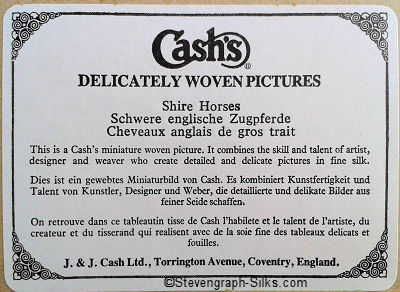 Cash's®
DELICATELY WOVEN PICTURES
Shire Horses
Schwere englische Zugpferde
Cheveaux anglais de gros trait
This is a Cash's miniature woven picture. It combines the skill and talent of artist,
designer and weaver who create detailed and delicate pictures in fine silk.
Dies ist ein gewebtes Miniaturbild von Cash. Es kombiniert Kunstfertigkeit und
Talent von Kunstler, Designer und Weber, die detaillierte und delikate Bilder aus
feiner Seide schaffen.
On retrouve dans ce tableautin tisse de Cash l'habilete et le talent de l'artiste, du
createur et du tisserand qui realisent avec de la soie fine des tableaux delicats et
fouilles.
J. & J. Cash Ltd., Torrington Avenue, Coventry, England.
©Stevengraph-Silks.com